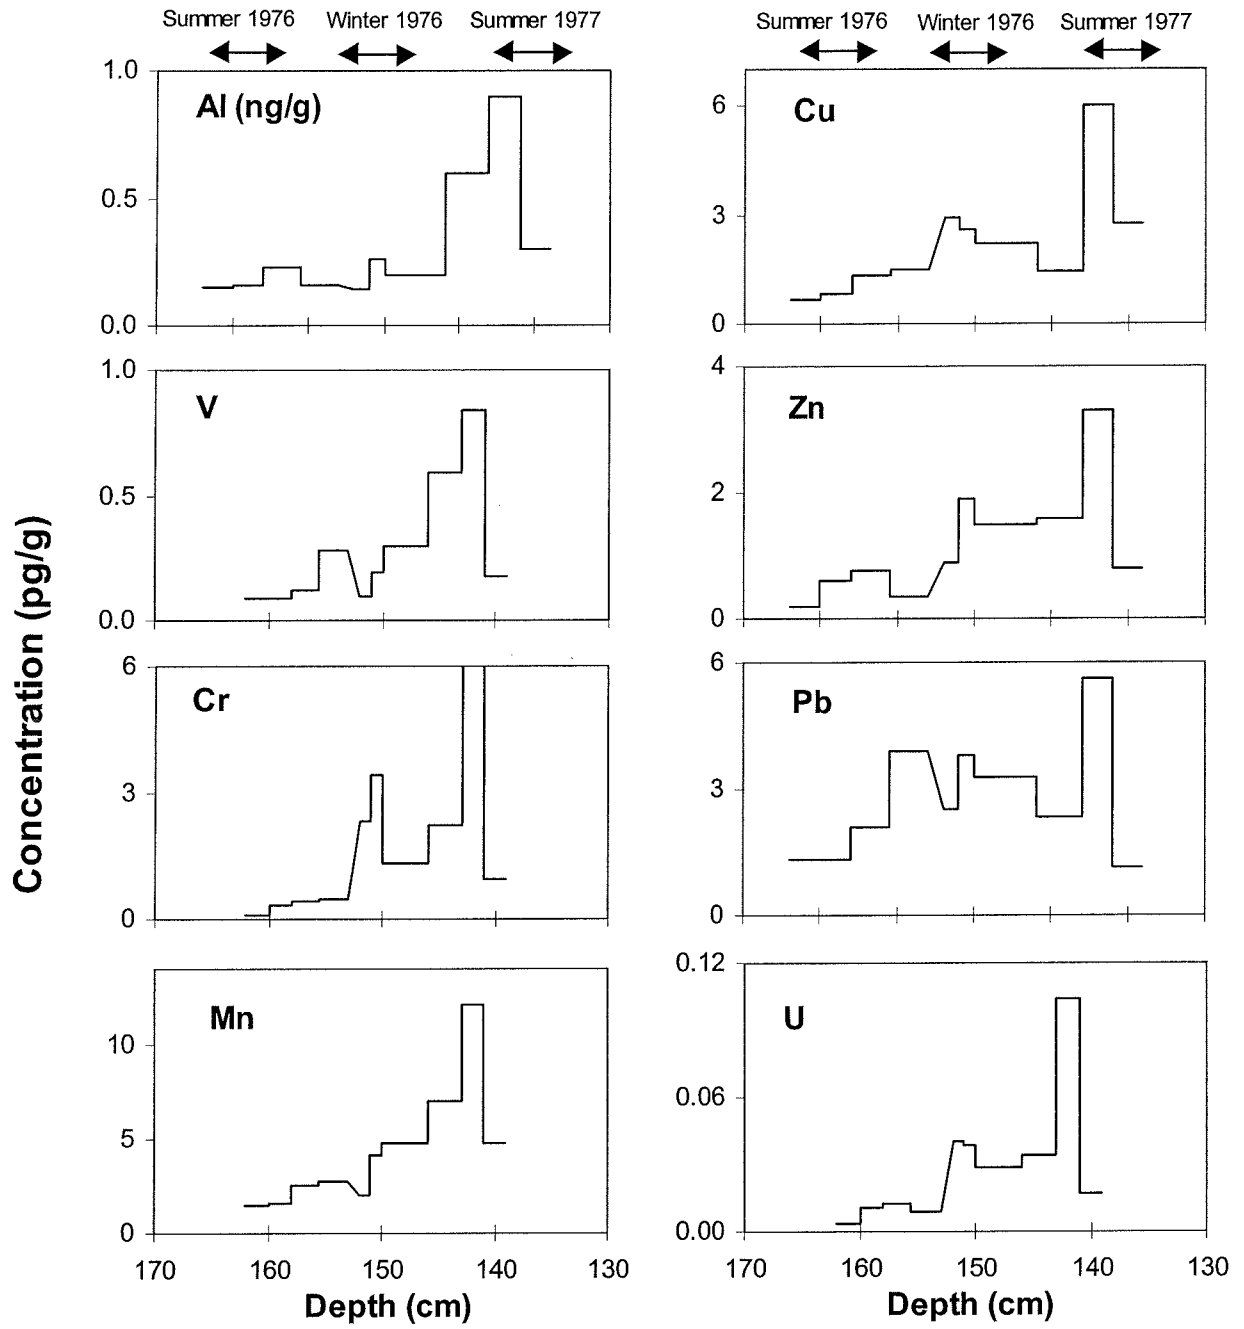 Summer 1976 Winter 1976 Summer 1977
Summer 1976 Winter 1976 Summer 1977
Concentration (pg/g)
1.0
Al (ng/g)
0.5
0.0
Cu
6
3
0
1.0
V
0.5
0.0
4
Zn
2
0
6
Cr
3
0
6
Pb
3
0
Mn
10
5
0
170 160 150 140 130
Depth (cm)
0.12
U
0.06
0.00
170 160 150 140 130
Depth (cm)